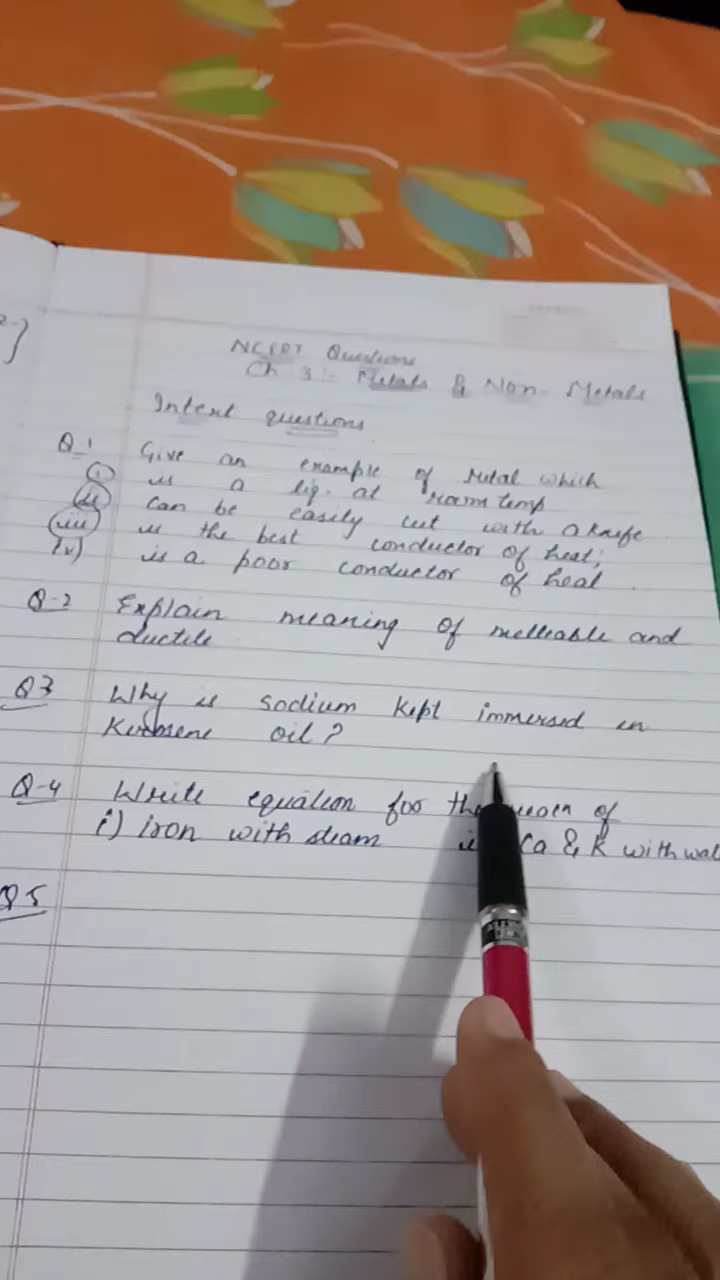 NCERT Questions
Ch 3:- Metals & Non-Metals
Intext questions
Q-1 Give an example of Metal which
(i) is a liq. at room temp
(ii) can be easily cut with a knife
(iii) is the best conductor of heat;
(iv) is a poor conductor of heat.
Q-2 Explain meaning of melleable and
ductile
Q3 Why is sodium kept immersed in
oil?
Q-4 Write equation for the of
i) iron with steam Ca & K with
Q5